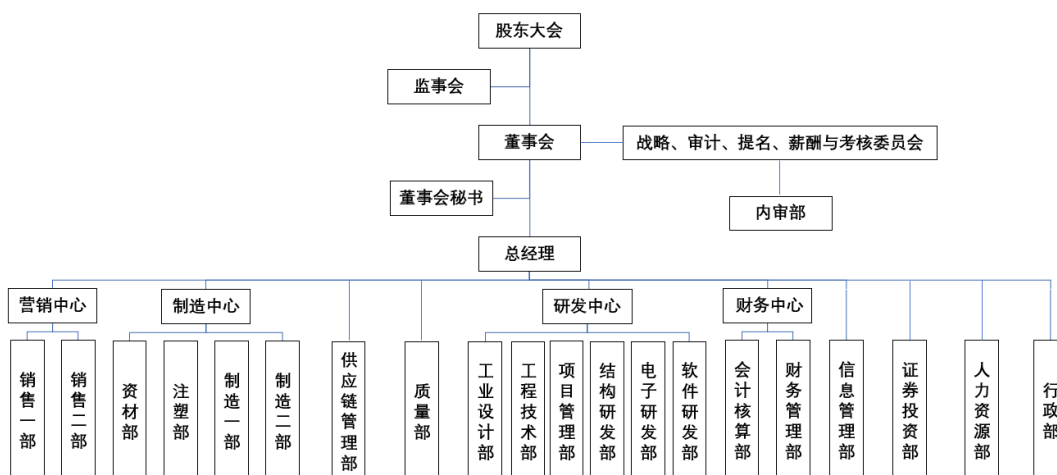 股东大会
监事会
董事会
战略、审计、提名、薪酬与考核委员会
董事会秘书
内审部
总经理
营销中心
制造中心
研发中心
财务中心
销售一部
销售二部
资材部
注塑部
制造一部
制造二部
供应链管理部
质量部
工业设计部
工程技术部
项目管理部
结构研发部
电子研发部
软件研发部
会计核算部
财务管理部
信息管理部
证券投资部
人力资源部
行政部